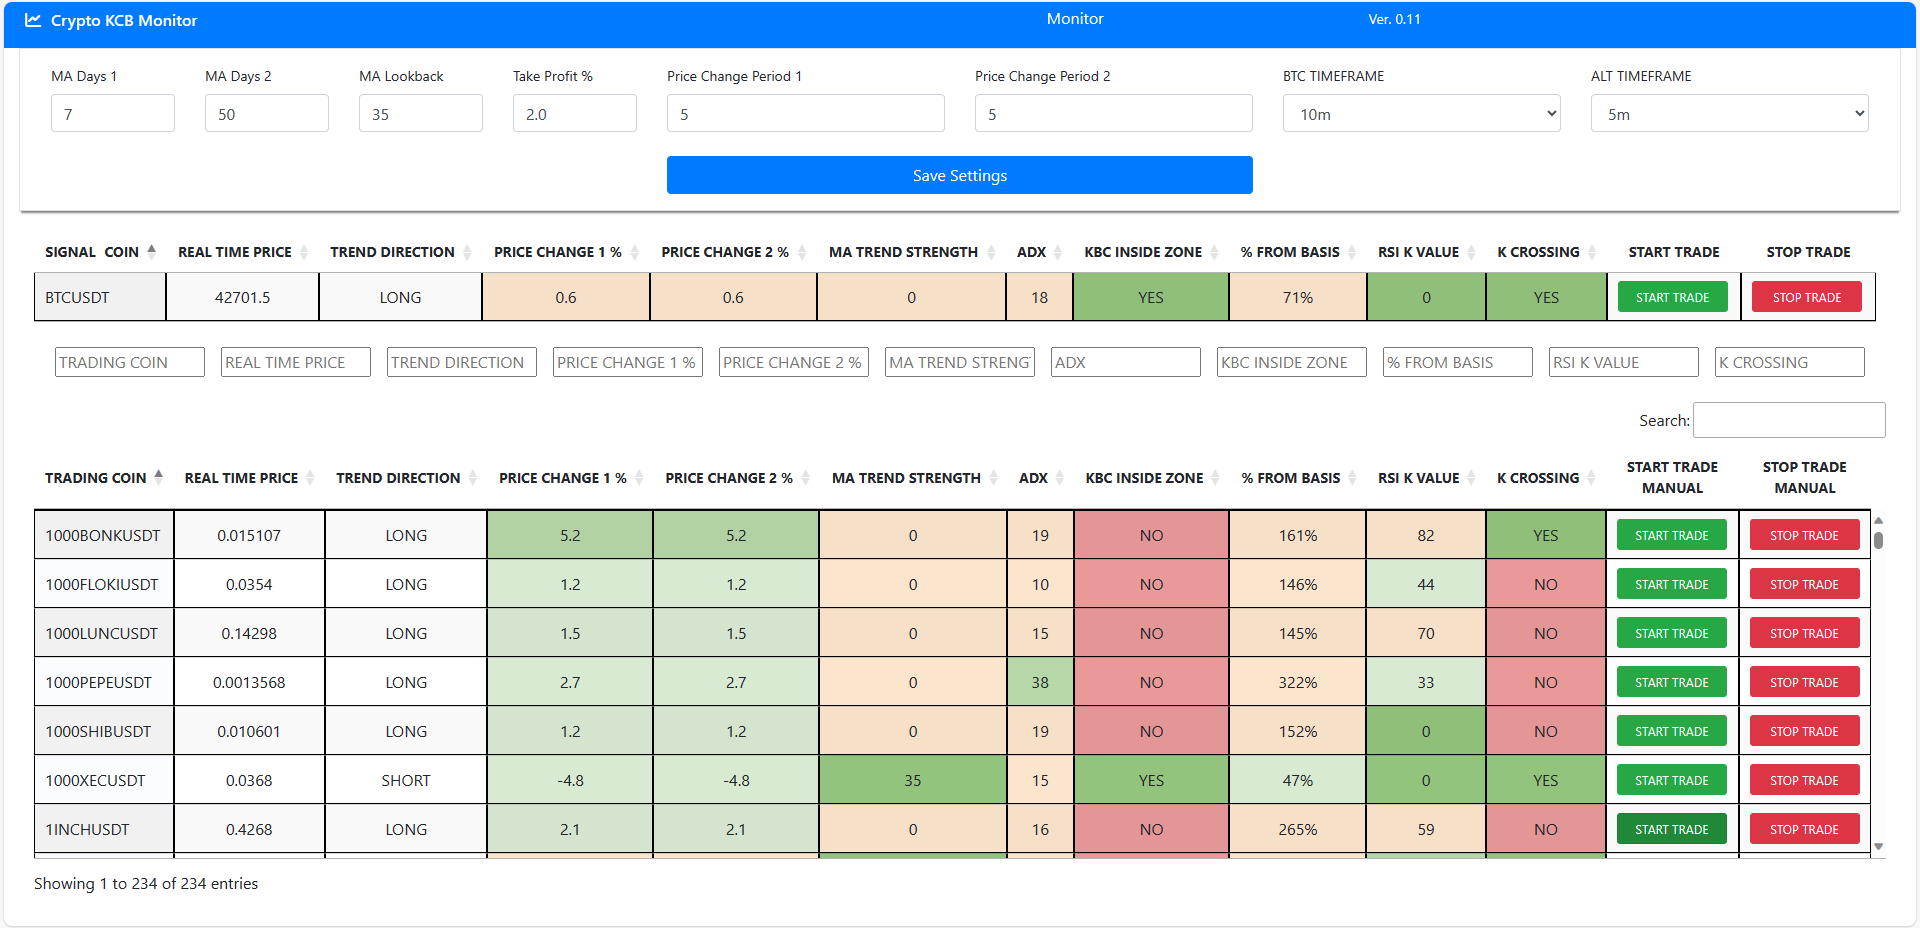 Crypto KCB Monitor Monitor Ver. 0.11
MA Days 1 MA Days 2 MA Lookback Take Profit % Price Change Period 1 Price Change Period 2 BTC TIMEFRAME ALT TIMEFRAME
7 50 35 2.0 5 5 10m 5m
Save Settings
SIGNAL COIN REAL TIME PRICE TREND DIRECTION PRICE CHANGE 1 % PRICE CHANGE 2 % MA TREND STRENGTH ADX KBC INSIDE ZONE % FROM BASIS RSI K VALUE K CROSSING START TRADE STOP TRADE
BTCUSDT 42701.5 LONG 0.6 0.6 0 18 YES 71% 0 YES START TRADE STOP TRADE
TRADING COIN REAL TIME PRICE TREND DIRECTION PRICE CHANGE 1 % PRICE CHANGE 2 % MA TREND STRENG ADX KBC INSIDE ZONE % FROM BASIS RSI K VALUE K CROSSING
Search:
TRADING COIN REAL TIME PRICE TREND DIRECTION PRICE CHANGE 1 % PRICE CHANGE 2 % MA TREND STRENGTH ADX KBC INSIDE ZONE % FROM BASIS RSI K VALUE K CROSSING START TRADE MANUAL STOP TRADE MANUAL
1000BONKUSDT 0.015107 LONG 5.2 5.2 0 19 NO 161% 82 YES START TRADE STOP TRADE
1000FLOKIUSDT 0.0354 LONG 1.2 1.2 0 10 NO 146% 44 NO START TRADE STOP TRADE
1000LUNCUSDT 0.14298 LONG 1.5 1.5 0 15 NO 145% 70 NO START TRADE STOP TRADE
1000PEPEUSDT 0.0013568 LONG 2.7 2.7 0 38 NO 322% 33 NO START TRADE STOP TRADE
1000SHIBUSDT 0.010601 LONG 1.2 1.2 0 19 NO 152% 0 NO START TRADE STOP TRADE
1000XECUSDT 0.0368 SHORT -4.8 -4.8 35 15 YES 47% 0 YES START TRADE STOP TRADE
1INCHUSDT 0.4268 LONG 2.1 2.1 0 16 NO 265% 59 NO START TRADE STOP TRADE
Showing 1 to 234 of 234 entries